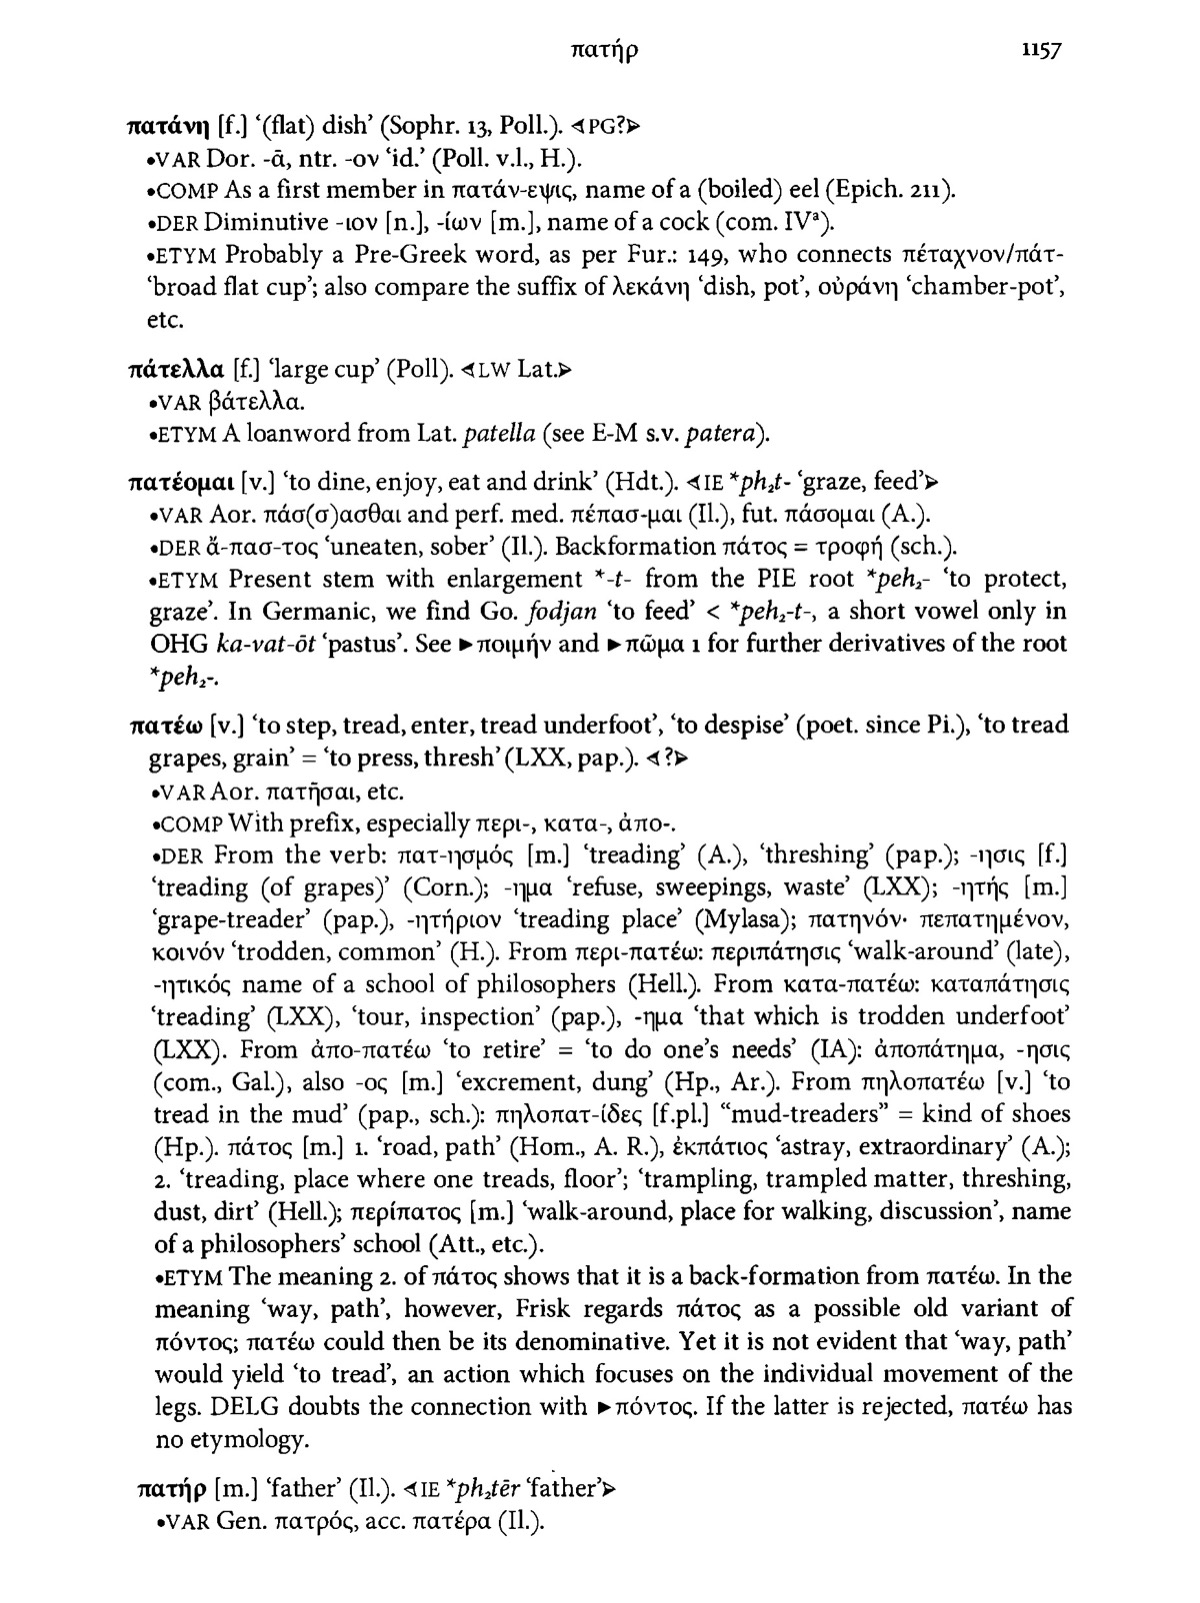 πατήρ 1157
πατάνη [f.] ‘(flat) dish’ (Sophr. 13, Poll.). ⊲PG?⊳
•VAR Dor. -ᾱ, ntr. -ον ‘id.’ (Poll. v.l., H.).
•COMP As a first member in πατάν-εψις, name of a (boiled) eel (Epich. 211).
•DER Diminutive -ιον [n.], -ίων [m.], name of a cock (com. IVᵃ).
•ETYM Probably a Pre-Greek word, as per Fur.: 149, who connects πέταχνον/πάτ-
‘broad flat cup’; also compare the suffix of λεκάνη ‘dish, pot’, οὐράνη ‘chamber-pot’,
etc.
πάτελλα [f.] ‘large cup’ (Poll). ⊲LW Lat.⊳
•VAR βάτελλα.
•ETYM A loanword from Lat. patella (see E-M s.v. patera).
πατέομαι [v.] ‘to dine, enjoy, eat and drink’ (Hdt.). ⊲IE *ph₂t- ‘graze, feed’⊳
•VAR Aor. πάσ(σ)ασθαι and perf. med. πέπασ-μαι (Il.), fut. πάσομαι (A.).
•DER ἄ-πασ-τος ‘uneaten, sober’ (Il.). Backformation πάτος = τροφή (sch.).
•ETYM Present stem with enlargement *-t- from the PIE root *peh₂- ‘to protect,
graze’. In Germanic, we find Go. fodjan ‘to feed’ < *peh₂-t-, a short vowel only in
OHG ka-vat-ōt ‘pastus’. See ►ποιμήν and ►πῶμα 1 for further derivatives of the root
*peh₂-.
πατέω [v.] ‘to step, tread, enter, tread underfoot’, ‘to despise’ (poet. since Pi.), ‘to tread
grapes, grain’ = ‘to press, thresh’ (LXX, pap.). ⊲?⊳
•VAR Aor. πατῆσαι, etc.
•COMP With prefix, especially περι-, κατα-, ἀπο-.
•DER From the verb: πατ-ησμός [m.] ‘treading’ (A.), ‘threshing’ (pap.); -ησις [f.]
‘treading (of grapes)’ (Corn.); -ημα ‘refuse, sweepings, waste’ (LXX); -ητής [m.]
‘grape-treader’ (pap.), -ητήριον ‘treading place’ (Mylasa); πατηνόν· πεπατημένον,
κοινόν ‘trodden, common’ (H.). From περι-πατέω: περιπάτησις ‘walk-around’ (late),
-ητικός name of a school of philosophers (Hell.). From κατα-πατέω: καταπάτησις
‘treading’ (LXX), ‘tour, inspection’ (pap.), -ημα ‘that which is trodden underfoot’
(LXX). From ἀπο-πατέω ‘to retire’ = ‘to do one’s needs’ (IA): ἀποπάτημα, -ησις
(com., Gal.), also -ος [m.] ‘excrement, dung’ (Hp., Ar.). From πηλοπατέω [v.] ‘to
tread in the mud’ (pap., sch.): πηλοπατ-ίδες [f.pl.] “mud-treaders” = kind of shoes
(Hp.). πάτος [m.] 1. ‘road, path’ (Hom., A. R.), ἐκπάτιος ‘astray, extraordinary’ (A.);
2. ‘treading, place where one treads, floor’; ‘trampling, trampled matter, threshing,
dust, dirt’ (Hell.); περίπατος [m.] ‘walk-around, place for walking, discussion’, name
of a philosophers’ school (Att., etc.).
•ETYM The meaning 2. of πάτος shows that it is a back-formation from πατέω. In the
meaning ‘way, path’, however, Frisk regards πάτος as a possible old variant of
πόντος; πατέω could then be its denominative. Yet it is not evident that ‘way, path’
would yield ‘to tread’, an action which focuses on the individual movement of the
legs. DELG doubts the connection with ►πόντος. If the latter is rejected, πατέω has
no etymology.
πατήρ [m.] ‘father’ (Il.). ⊲IE *ph₂tēr ‘father’⊳
•VAR Gen. πατρός, acc. πατέρα (Il.).